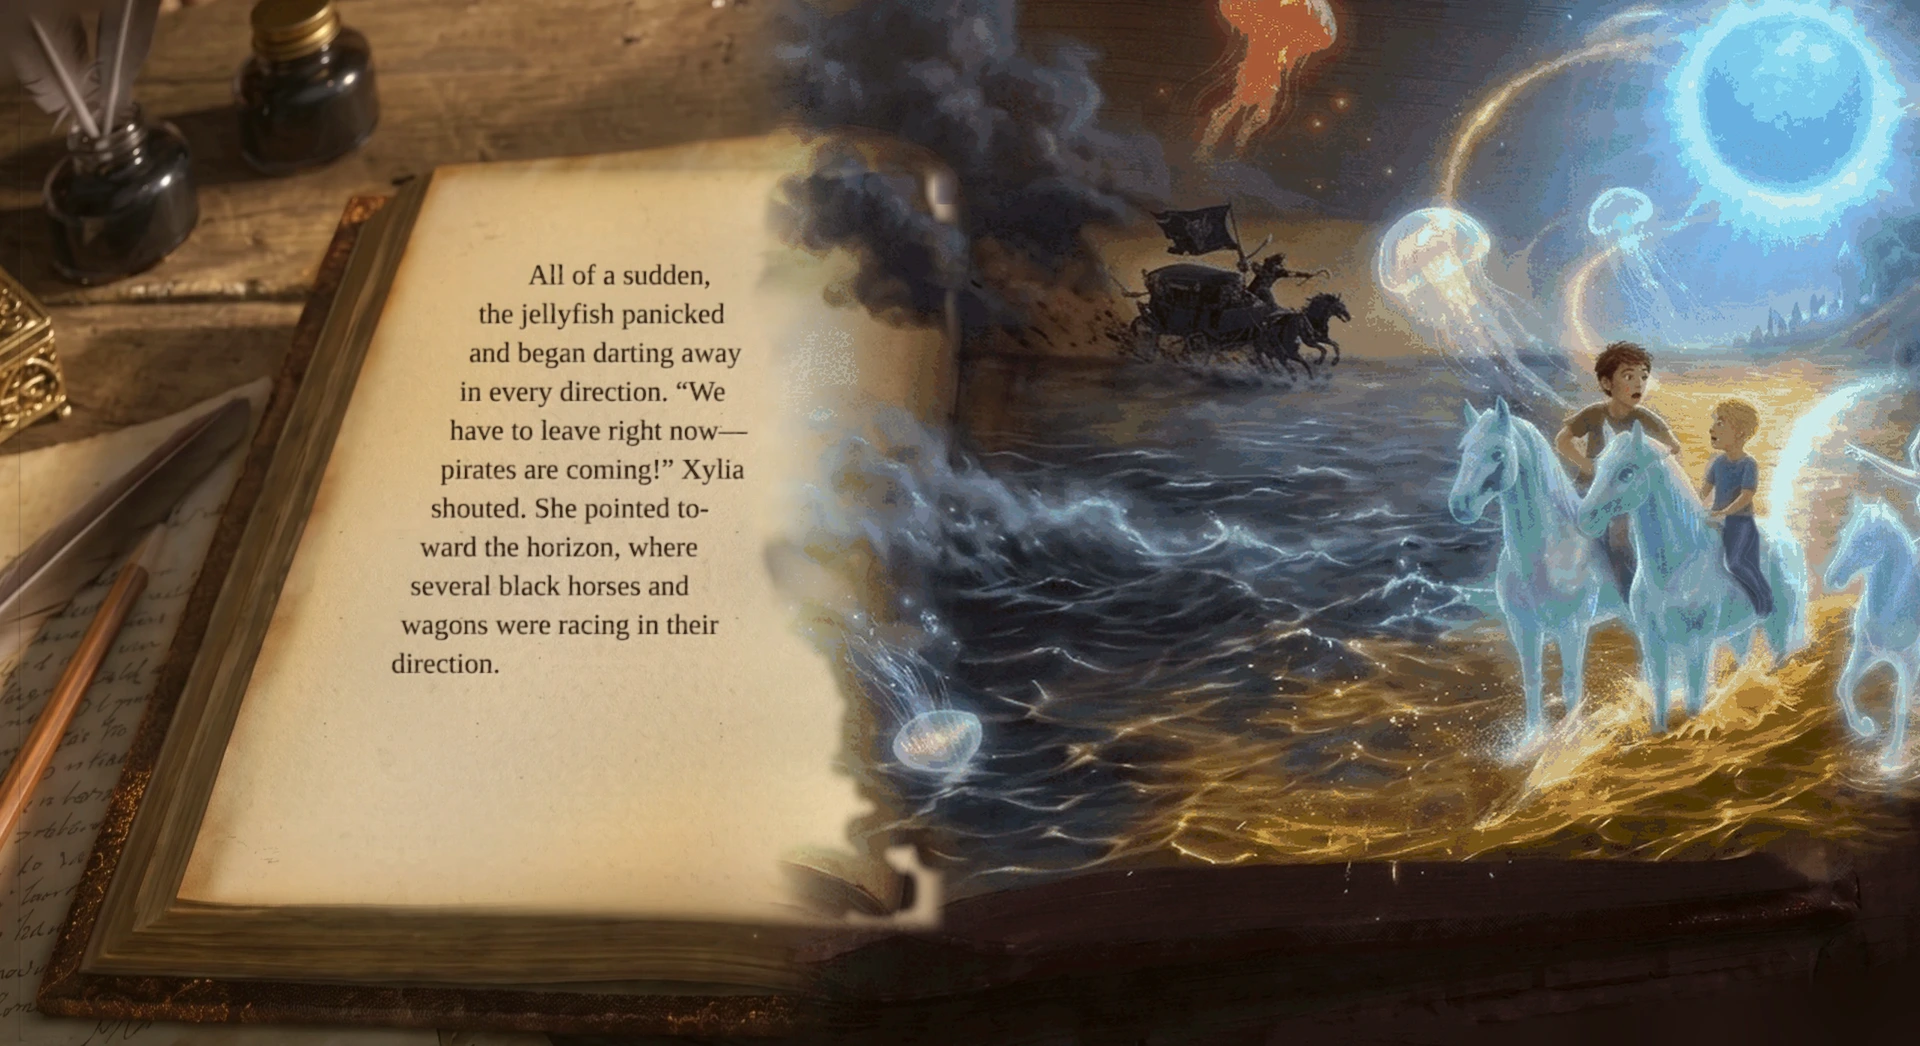 All of a sudden,
the jellyfish panicked
and began darting away
in every direction. “We
have to leave right now—
pirates are coming!” Xylia
shouted. She pointed to-
ward the horizon, where
several black horses and
wagons were racing in their
direction.